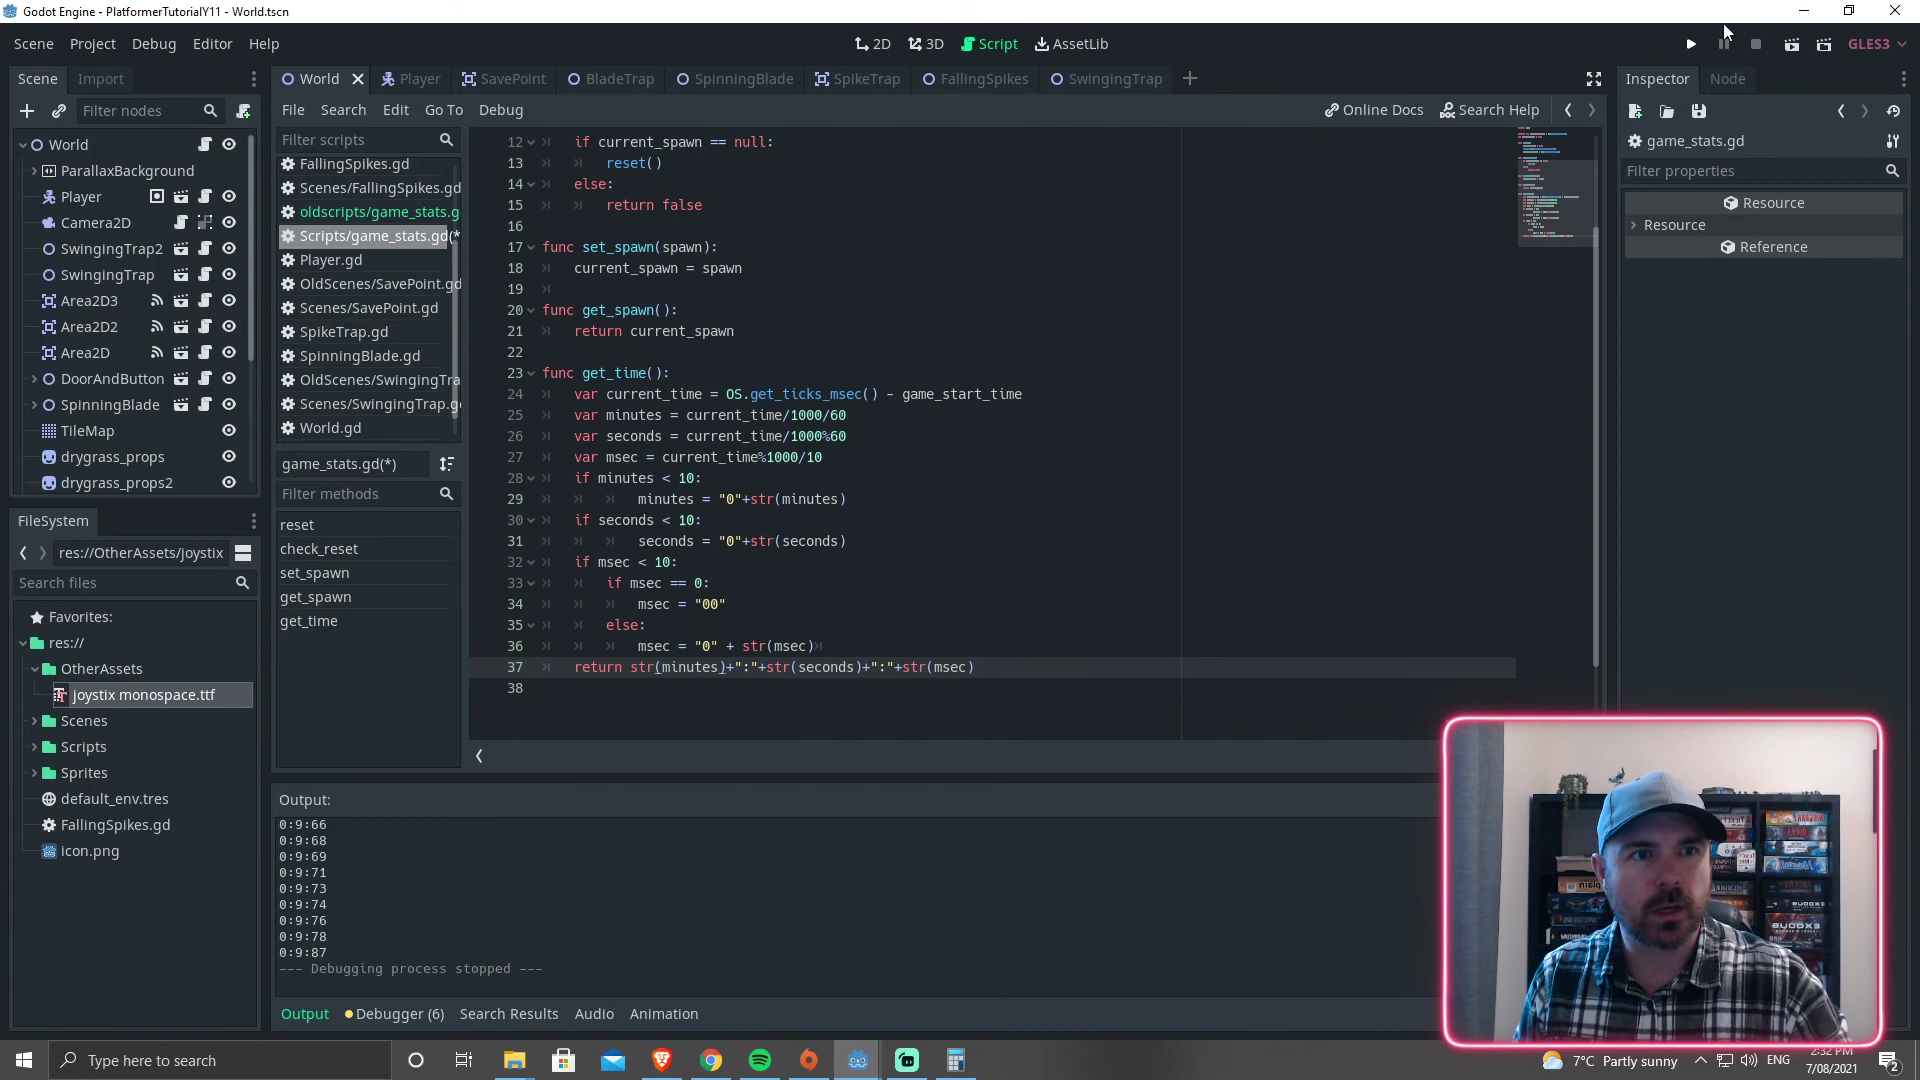 Godot Engine - PlatformerTutorialY11 - World.tscn
Scene Project Debug Editor Help
2D 3D Script AssetLib
GLES3
Scene Import
World Player SavePoint BladeTrap SpinningBlade SpikeTrap FallingSpikes SwingingTrap
Inspector Node
Filter nodes
File Search Edit Go To Debug
Online Docs Search Help
World
ParallaxBackground
Player
Camera2D
SwingingTrap2
SwingingTrap
Area2D3
Area2D2
Area2D
DoorAndButton
SpinningBlade
TileMap
drygrass_props
drygrass_props2
FileSystem
res://OtherAssets/joystix
Search files
Favorites:
res://
OtherAssets
joystix monospace.ttf
Scenes
Scripts
Sprites
default_env.tres
FallingSpikes.gd
icon.png
Filter scripts
FallingSpikes.gd
Scenes/FallingSpikes.gd
oldscripts/game_stats.g
Scripts/game_stats.gd(*
Player.gd
OldScenes/SavePoint.gd
Scenes/SavePoint.gd
SpikeTrap.gd
SpinningBlade.gd
OldScenes/SwingingTra
Scenes/SwingingTrap.g
World.gd
game_stats.gd(*)
Filter methods
reset
check_reset
set_spawn
get_spawn
get_time
12 if current_spawn == null:
13 reset()
14 else:
15 return false
16
17 func set_spawn(spawn):
18 current_spawn = spawn
19
20 func get_spawn():
21 return current_spawn
22
23 func get_time():
24 var current_time = OS.get_ticks_msec() - game_start_time
25 var minutes = current_time/1000/60
26 var seconds = current_time/1000%60
27 var msec = current_time%1000/10
28 if minutes < 10:
29 minutes = "0"+str(minutes)
30 if seconds < 10:
31 seconds = "0"+str(seconds)
32 if msec < 10:
33 if msec == 0:
34 msec = "00"
35 else:
36 msec = "0" + str(msec)
37 return str(minutes)+":"+str(seconds)+":"+str(msec)
38
game_stats.gd
Filter properties
Resource
Resource
Reference
Output:
0:9:66
0:9:68
0:9:69
0:9:71
0:9:73
0:9:74
0:9:76
0:9:78
0:9:87
--- Debugging process stopped ---
Output Debugger (6) Search Results Audio Animation
Type here to search
7°C Partly sunny
ENG
2:32 PM
7/08/2021
2